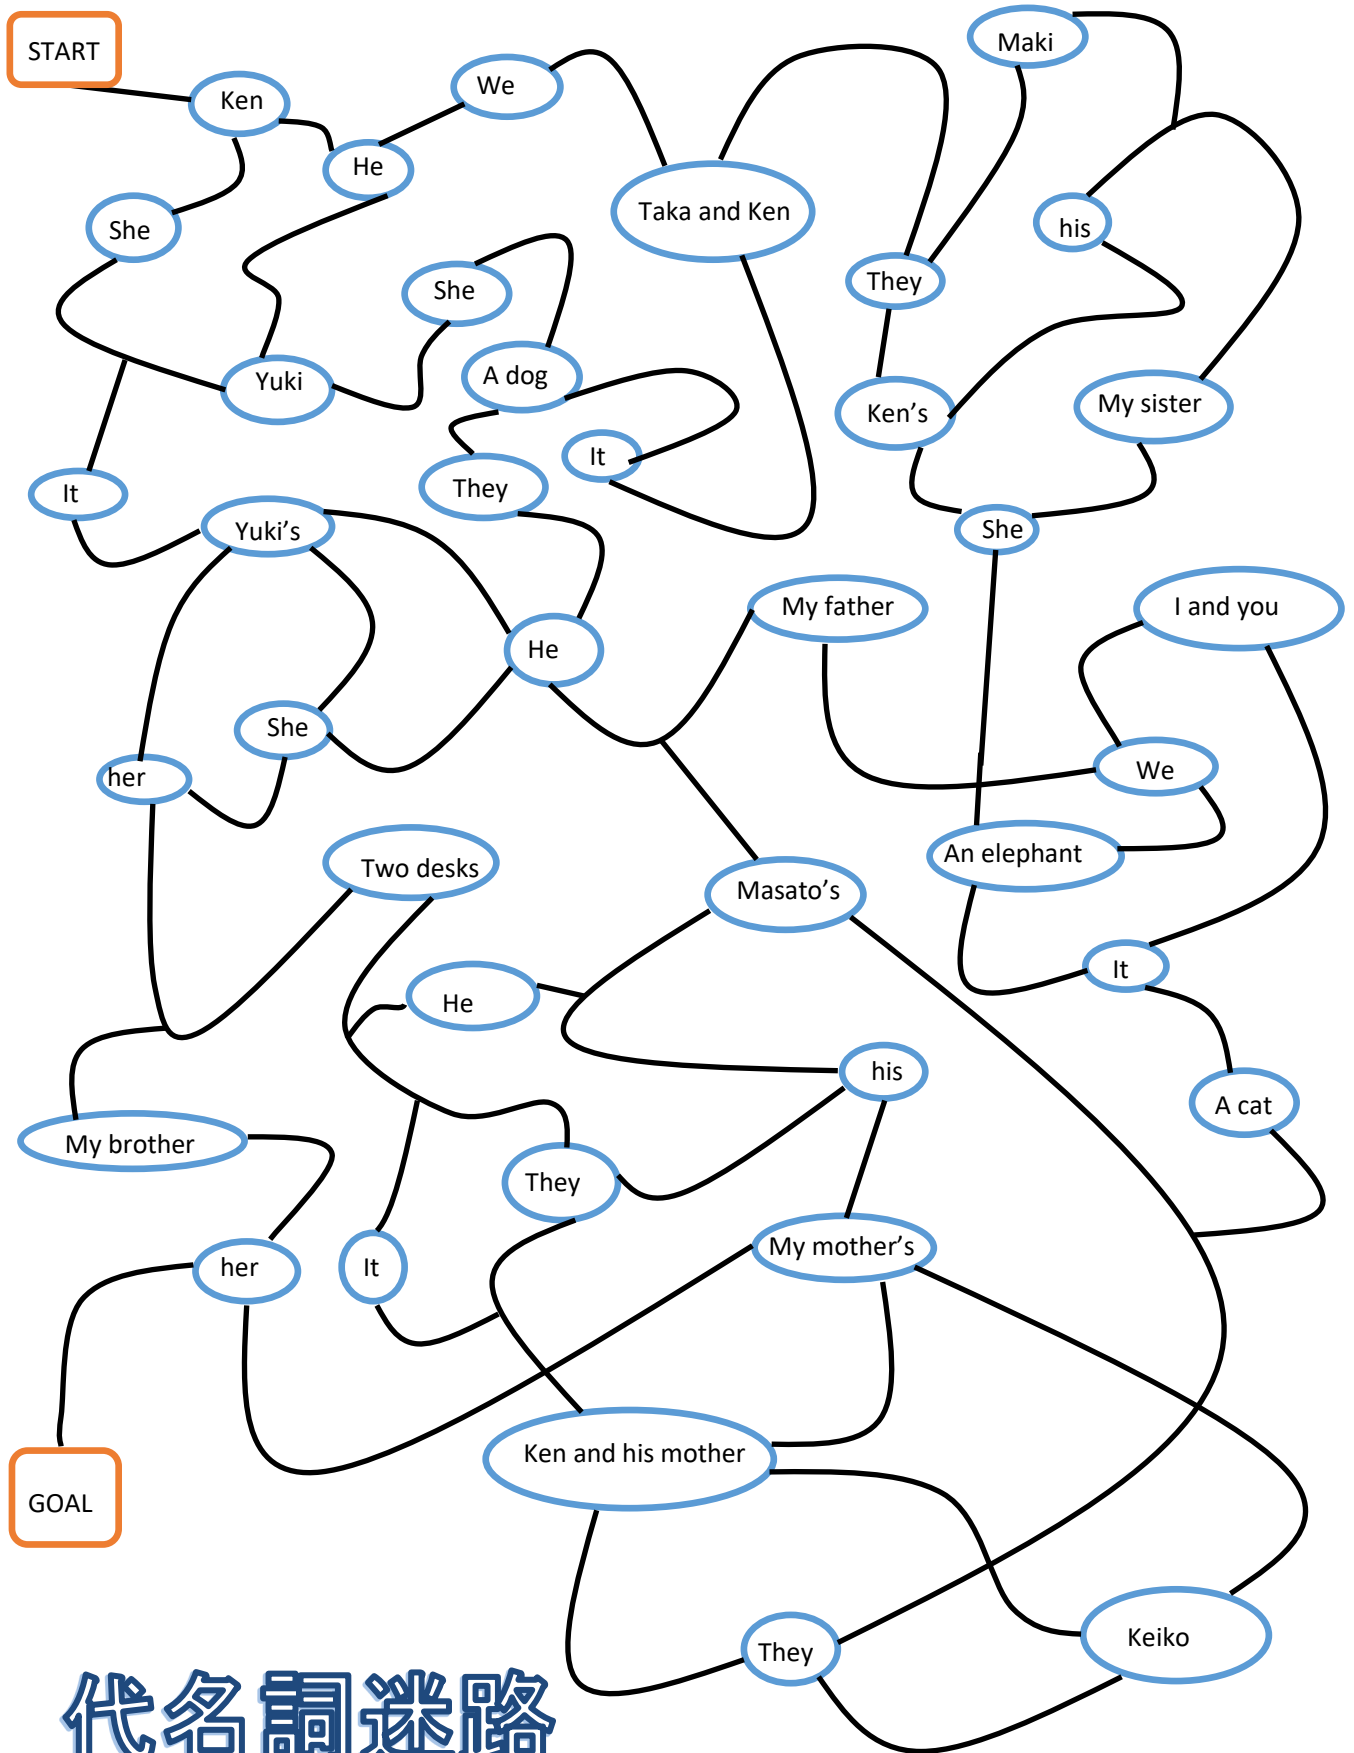 START
Maki
We
Ken
He
Taka and Ken
She
his
They
She
Yuki
A dog
Ken's
My sister
It
They
It
Yuki's
She
My father
I and you
He
She
her
We
Two desks
An elephant
Masato's
He
It
his
A cat
My brother
They
My mother's
her
It
Ken and his mother
GOAL
They
Keiko
代名詞迷路